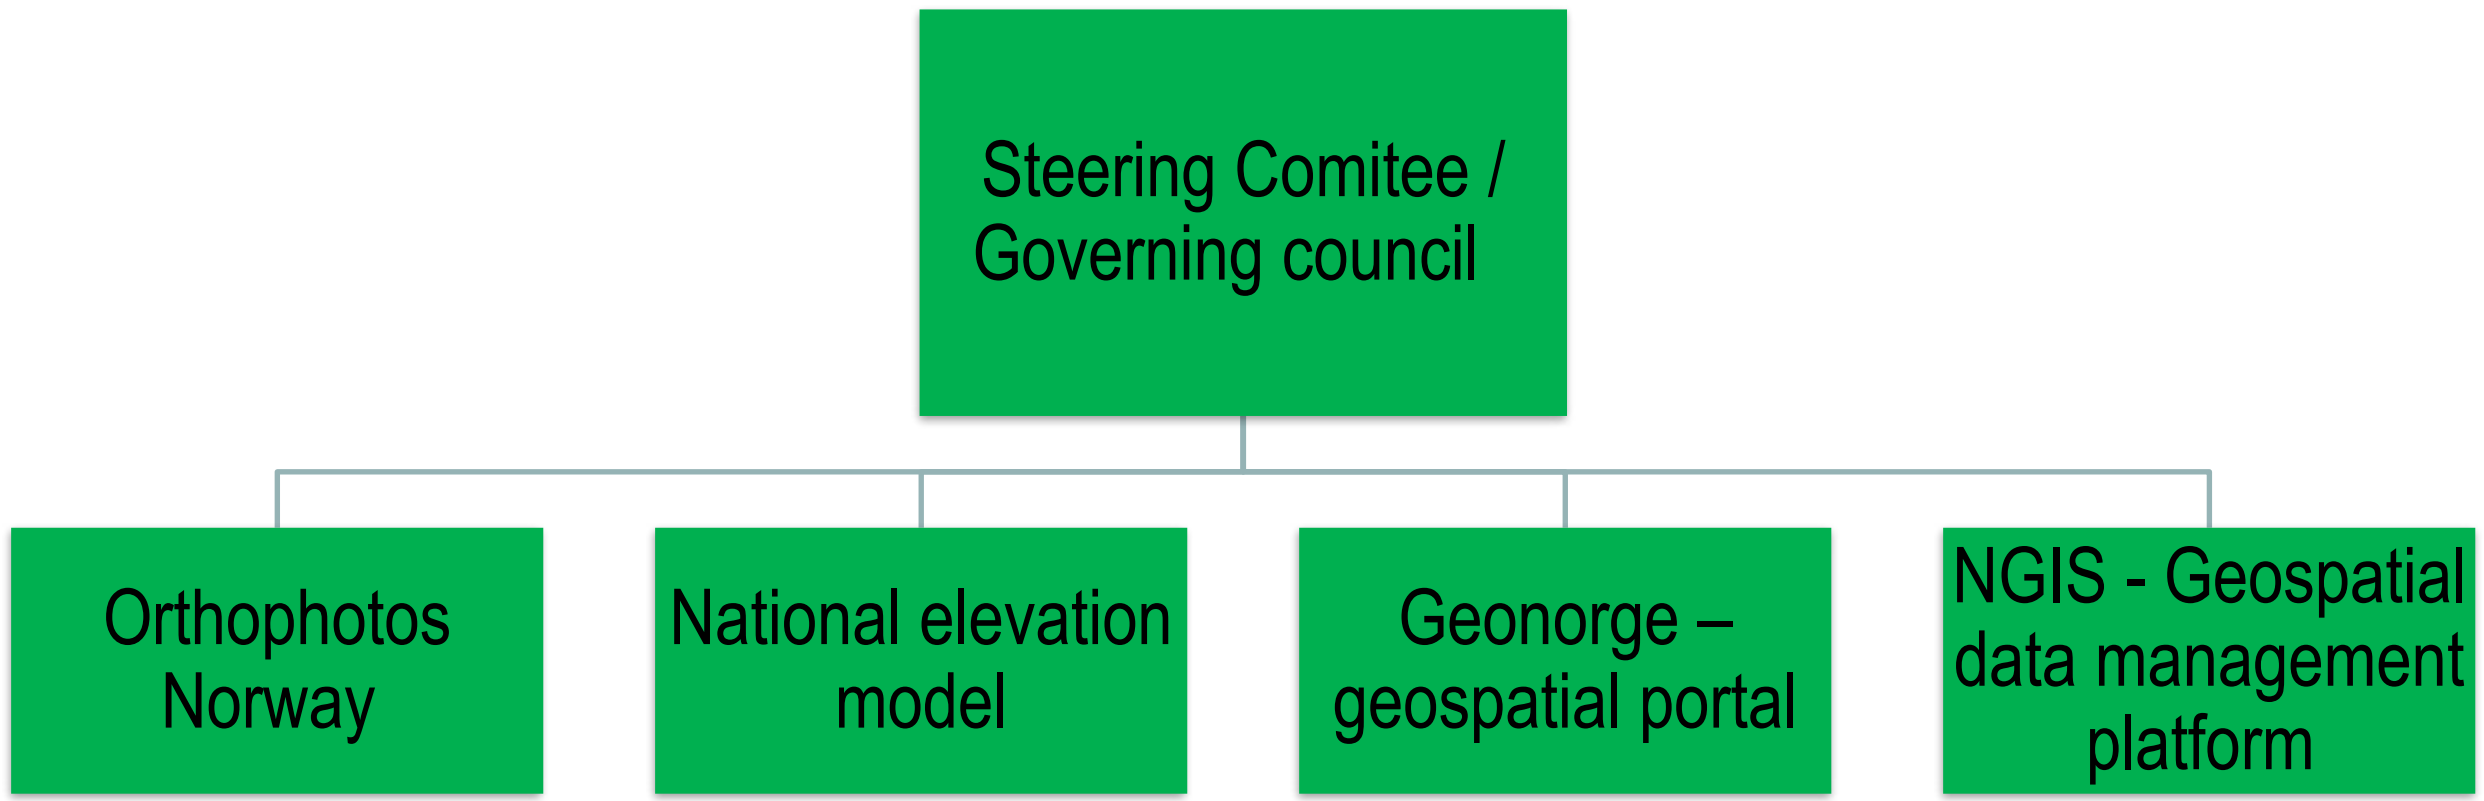 Steering Comitee /
Governing council
Orthophotos
Norway
National elevation
model
Geonorge –
geospatial portal
NGIS - Geospatial
data management
platform